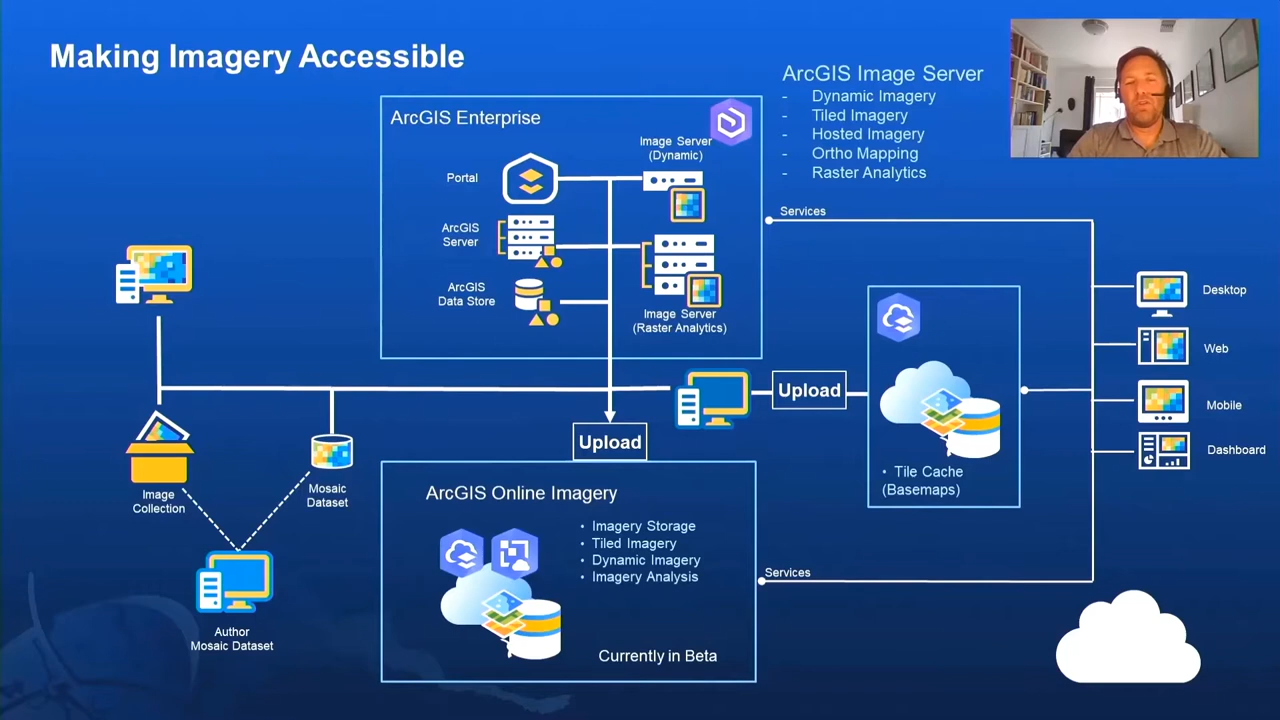 Making Imagery Accessible
ArcGIS Image Server
- Dynamic Imagery
- Tiled Imagery
- Hosted Imagery
- Ortho Mapping
- Raster Analytics
ArcGIS Enterprise
Image Server
(Dynamic)
Portal
ArcGIS
Server
ArcGIS
Data Store
Image Server
(Raster Analytics)
Services
Desktop
Web
Mobile
Dashboard
Upload
• Tile Cache
(Basemaps)
Upload
Image
Collection
Mosaic
Dataset
Author
Mosaic Dataset
ArcGIS Online Imagery
• Imagery Storage
• Tiled Imagery
• Dynamic Imagery
• Imagery Analysis
Currently in Beta
Services